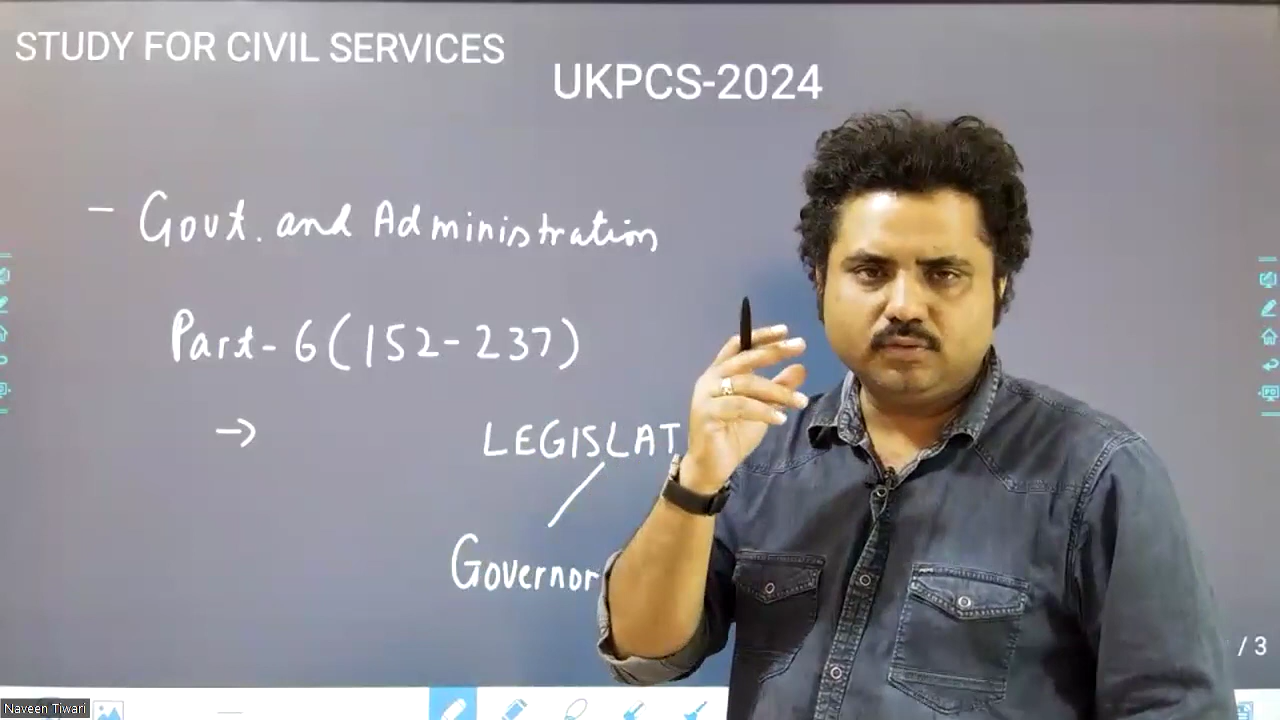 STUDY FOR CIVIL SERVICES
UKPCS-2024
- Govt. and Administration
Part-6 (152-237)
→
LEGISLAT
Governor
/ 3
Naveen Tiwari